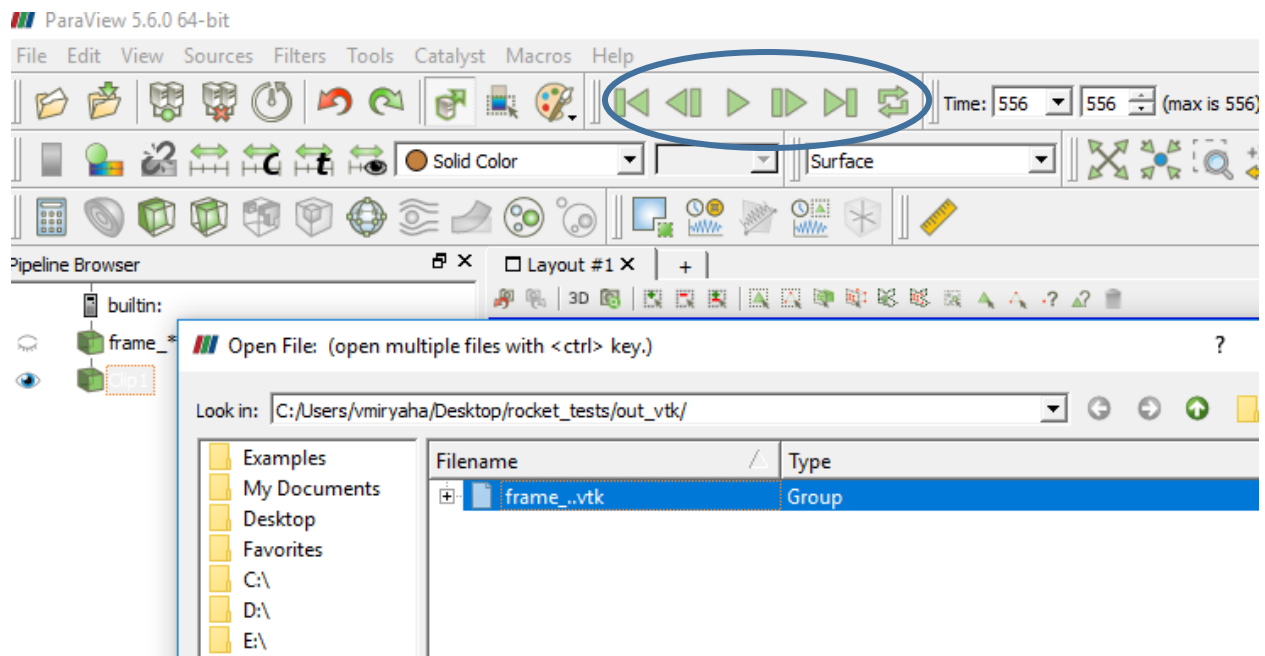 ParaView 5.6.0 64-bit
File Edit View Sources Filters Tools Catalyst Macros Help
Time: 556 556 (max is 556)
Solid Color Surface
Pipeline Browser Layout #1 +
builtin: 3D
frame_*
Open File: (open multiple files with <ctrl> key.) ?
Clip1
Look in: C:/Users/vmiryaha/Desktop/rocket_tests/out_vtk/
Examples Filename Type
My Documents frame_..vtk Group
Desktop
Favorites
C:\
D:\
E:\